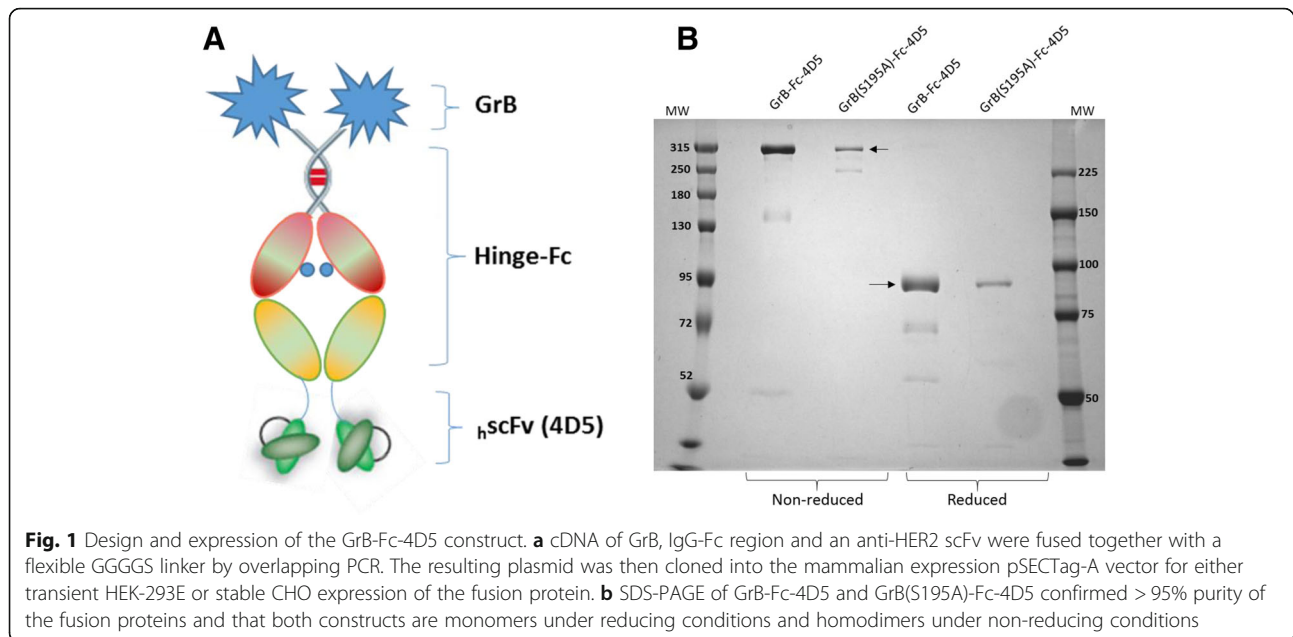 A
GrB
Hinge-Fc
hscFv (4D5)
B
GrB-Fc-4D5
GrB(S195A)-Fc-4D5
GrB-Fc-4D5
GrB(S195A)-Fc-4D5
MW
MW
315
250
180
130
95
72
52
225
150
100
75
50
Non-reduced
Reduced
Fig. 1 Design and expression of the GrB-Fc-4D5 construct. a cDNA of GrB, IgG-Fc region and an anti-HER2 scFv were fused together with a
flexible GGGGS linker by overlapping PCR. The resulting plasmid was then cloned into the mammalian expression pSECTag-A vector for either
transient HEK-293E or stable CHO expression of the fusion protein. b SDS-PAGE of GrB-Fc-4D5 and GrB(S195A)-Fc-4D5 confirmed > 95% purity of
the fusion proteins and that both constructs are monomers under reducing conditions and homodimers under non-reducing conditions